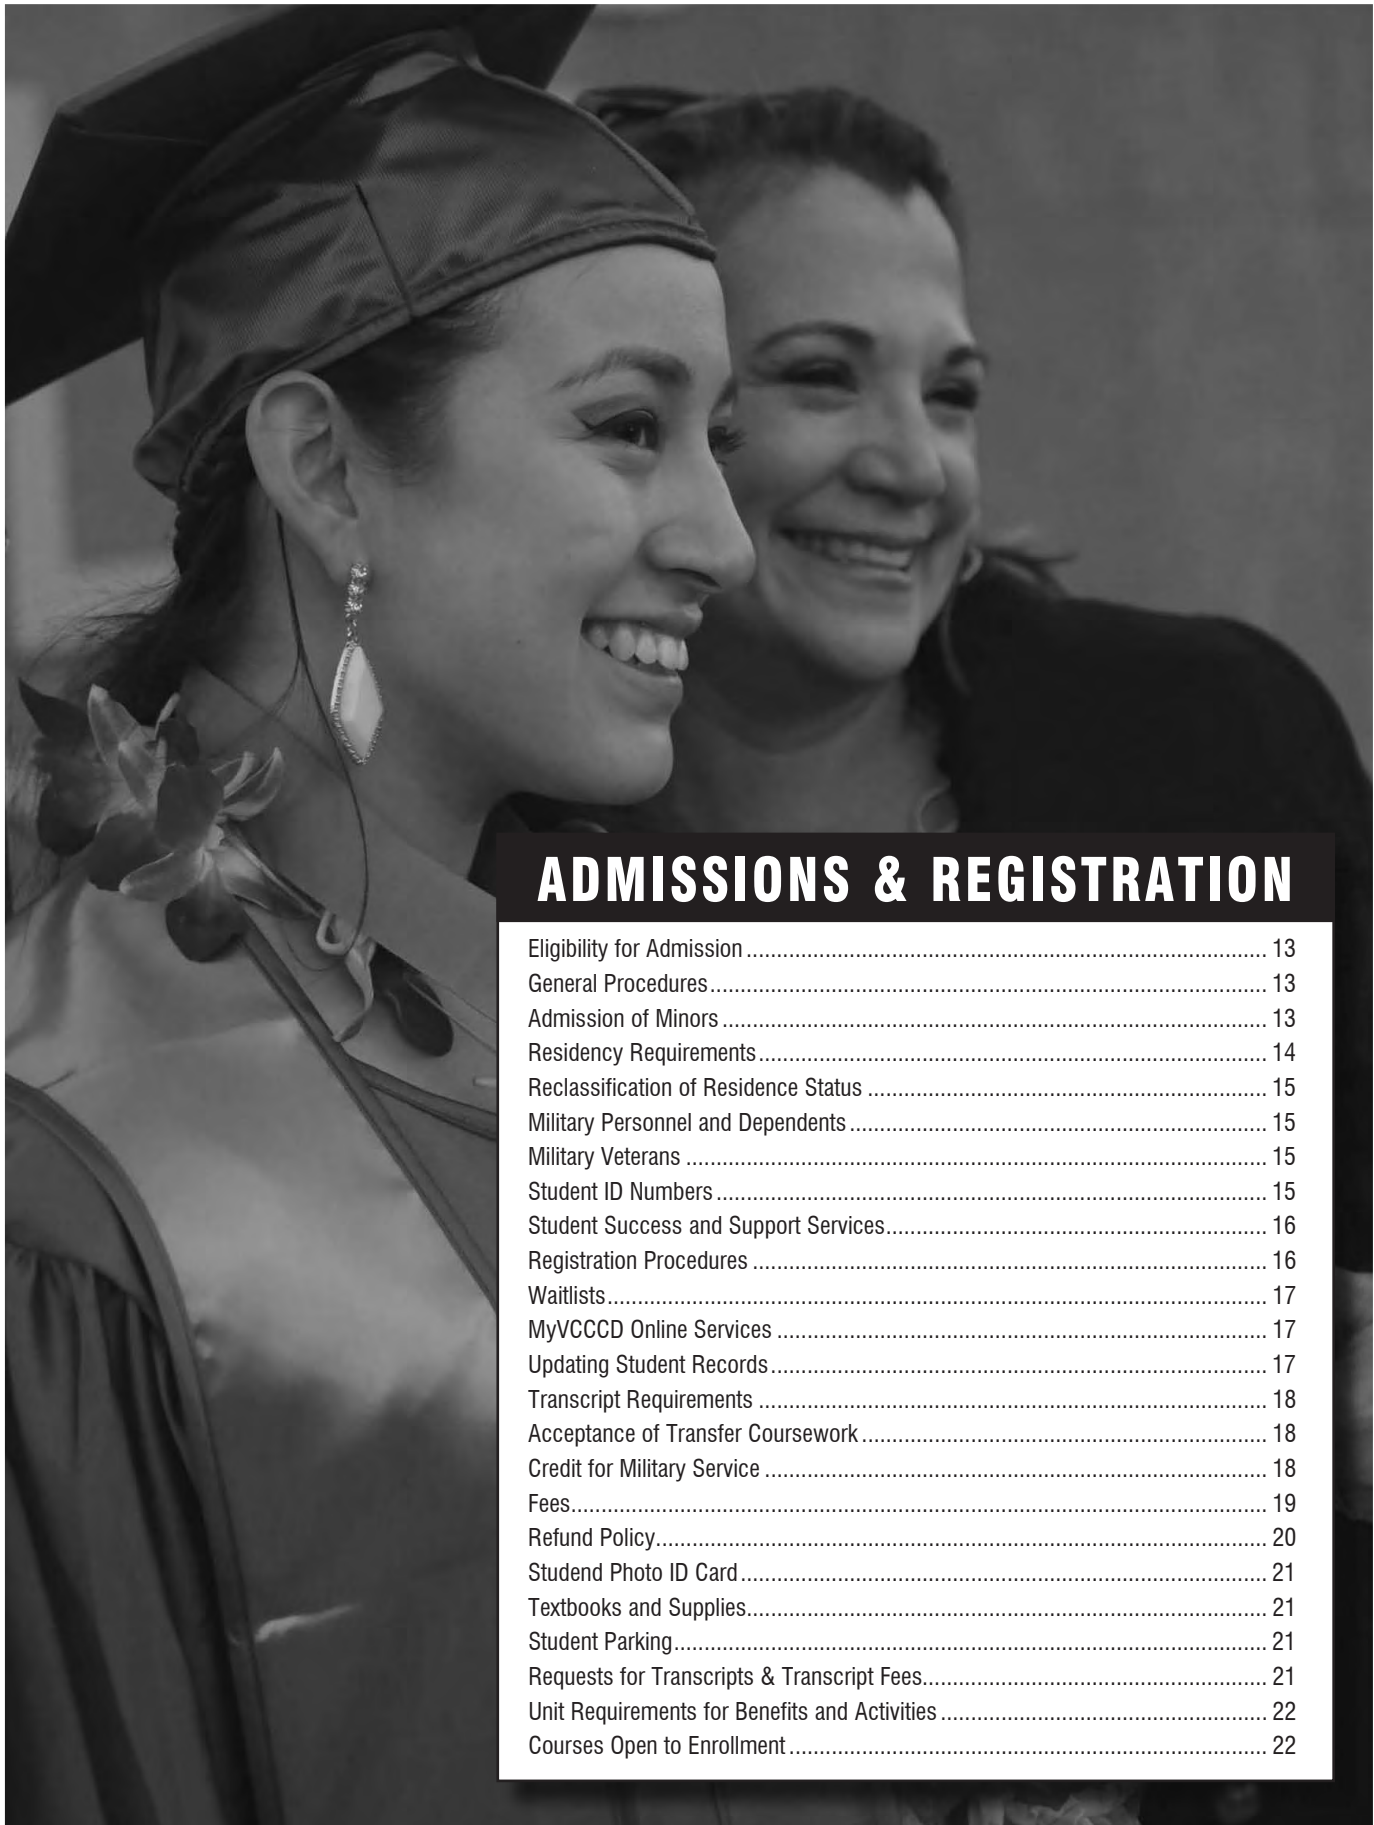 ADMISSIONS & REGISTRATION
Eligibility for Admission ........................................................................................ 13
General Procedures ............................................................................................. 13
Admission of Minors ........................................................................................... 13
Residency Requirements ..................................................................................... 14
Reclassification of Residence Status ................................................................... 15
Military Personnel and Dependents ...................................................................... 15
Military Veterans ................................................................................................. 15
Student ID Numbers ............................................................................................ 15
Student Success and Support Services ................................................................ 16
Registration Procedures ...................................................................................... 16
Waitlists .............................................................................................................. 17
MyVCCCD Online Services .................................................................................. 17
Updating Student Records ................................................................................... 17
Transcript Requirements ..................................................................................... 18
Acceptance of Transfer Coursework .................................................................... 18
Credit for Military Service .................................................................................... 18
Fees .................................................................................................................... 19
Refund Policy ...................................................................................................... 20
Studend Photo ID Card ........................................................................................ 21
Textbooks and Supplies ....................................................................................... 21
Student Parking ................................................................................................... 21
Requests for Transcripts & Transcript Fees .......................................................... 21
Unit Requirements for Benefits and Activities ....................................................... 22
Courses Open to Enrollment ................................................................................ 22